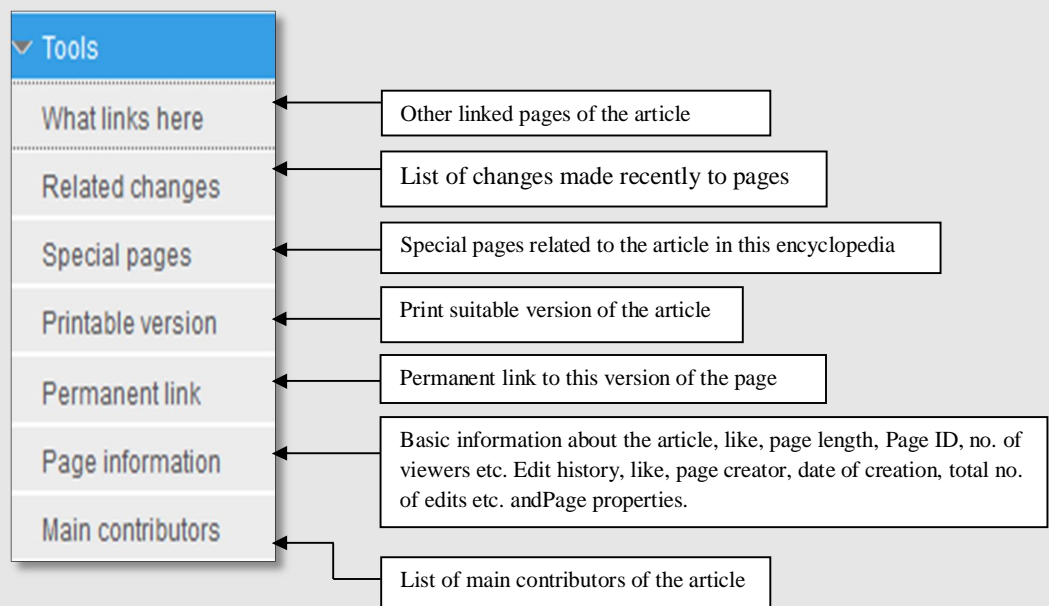 Tools
What links here
Other linked pages of the article
Related changes
List of changes made recently to pages
Special pages
Special pages related to the article in this encyclopedia
Printable version
Print suitable version of the article
Permanent link
Permanent link to this version of the page
Page information
Basic information about the article, like, page length, Page ID, no. of
viewers etc. Edit history, like, page creator, date of creation, total no.
of edits etc. andPage properties.
Main contributors
List of main contributors of the article